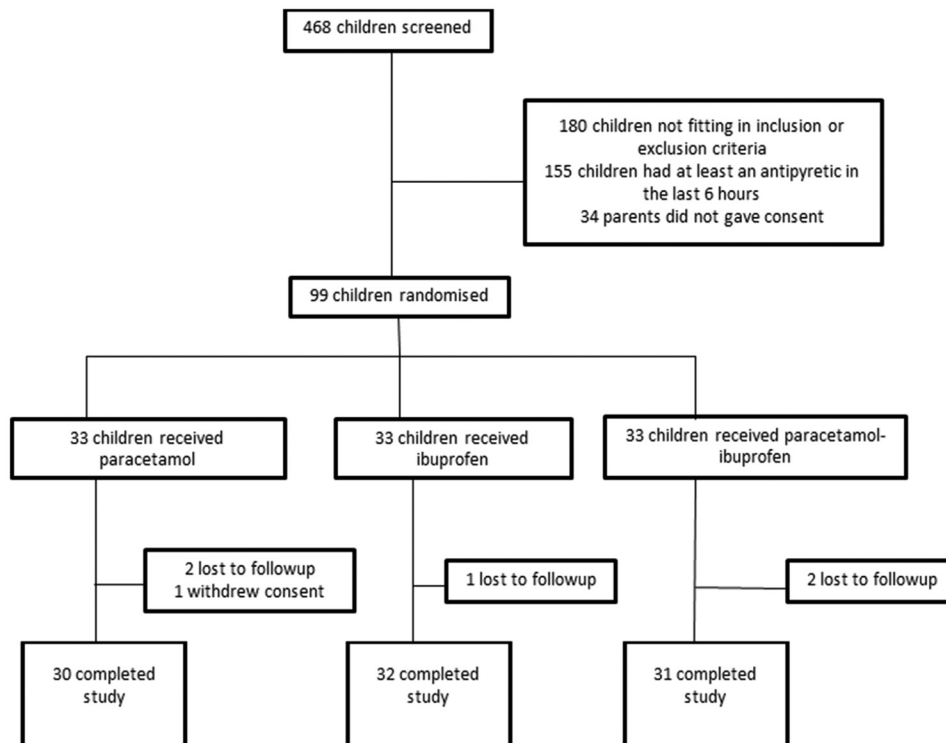 468 children screened
180 children not fitting in inclusion or
exclusion criteria
155 children had at least an antipyretic in
the last 6 hours
34 parents did not gave consent
99 children randomised
33 children received
paracetamol
33 children received
ibuprofen
33 children received paracetamol-
ibuprofen
2 lost to followup
1 withdrew consent
1 lost to followup
2 lost to followup
30 completed
study
32 completed
study
31 completed
study